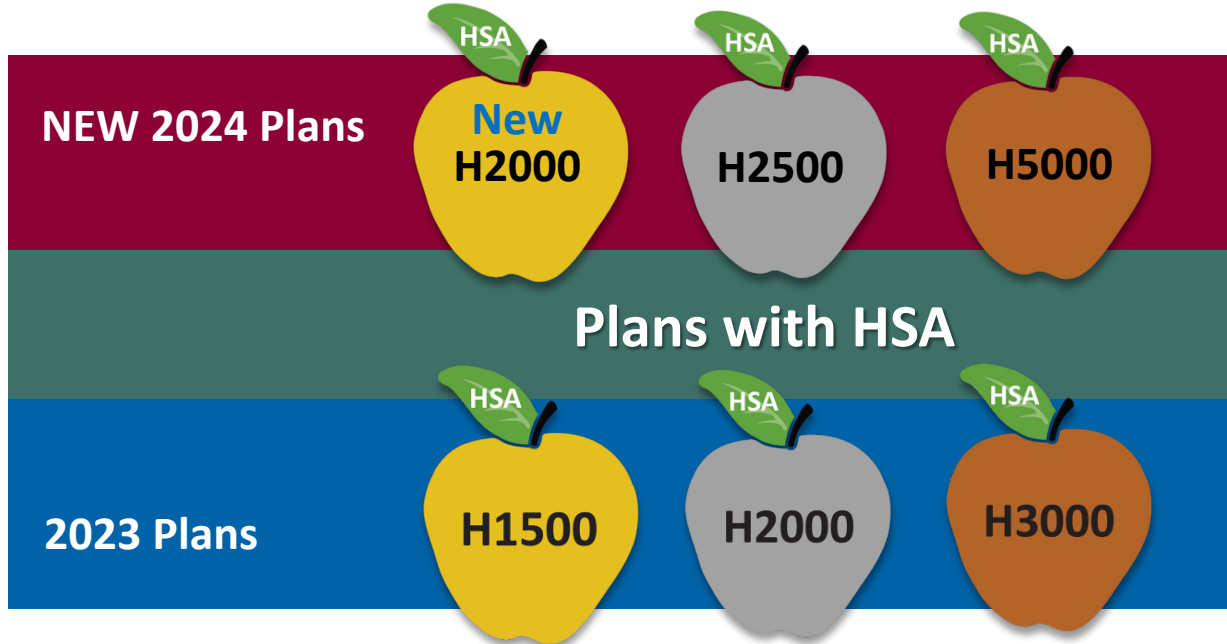 HSA
HSA
HSA
NEW 2024 Plans
New
H2000
H2500
H5000
Plans with HSA
HSA
HSA
HSA
2023 Plans
H1500
H2000
H3000